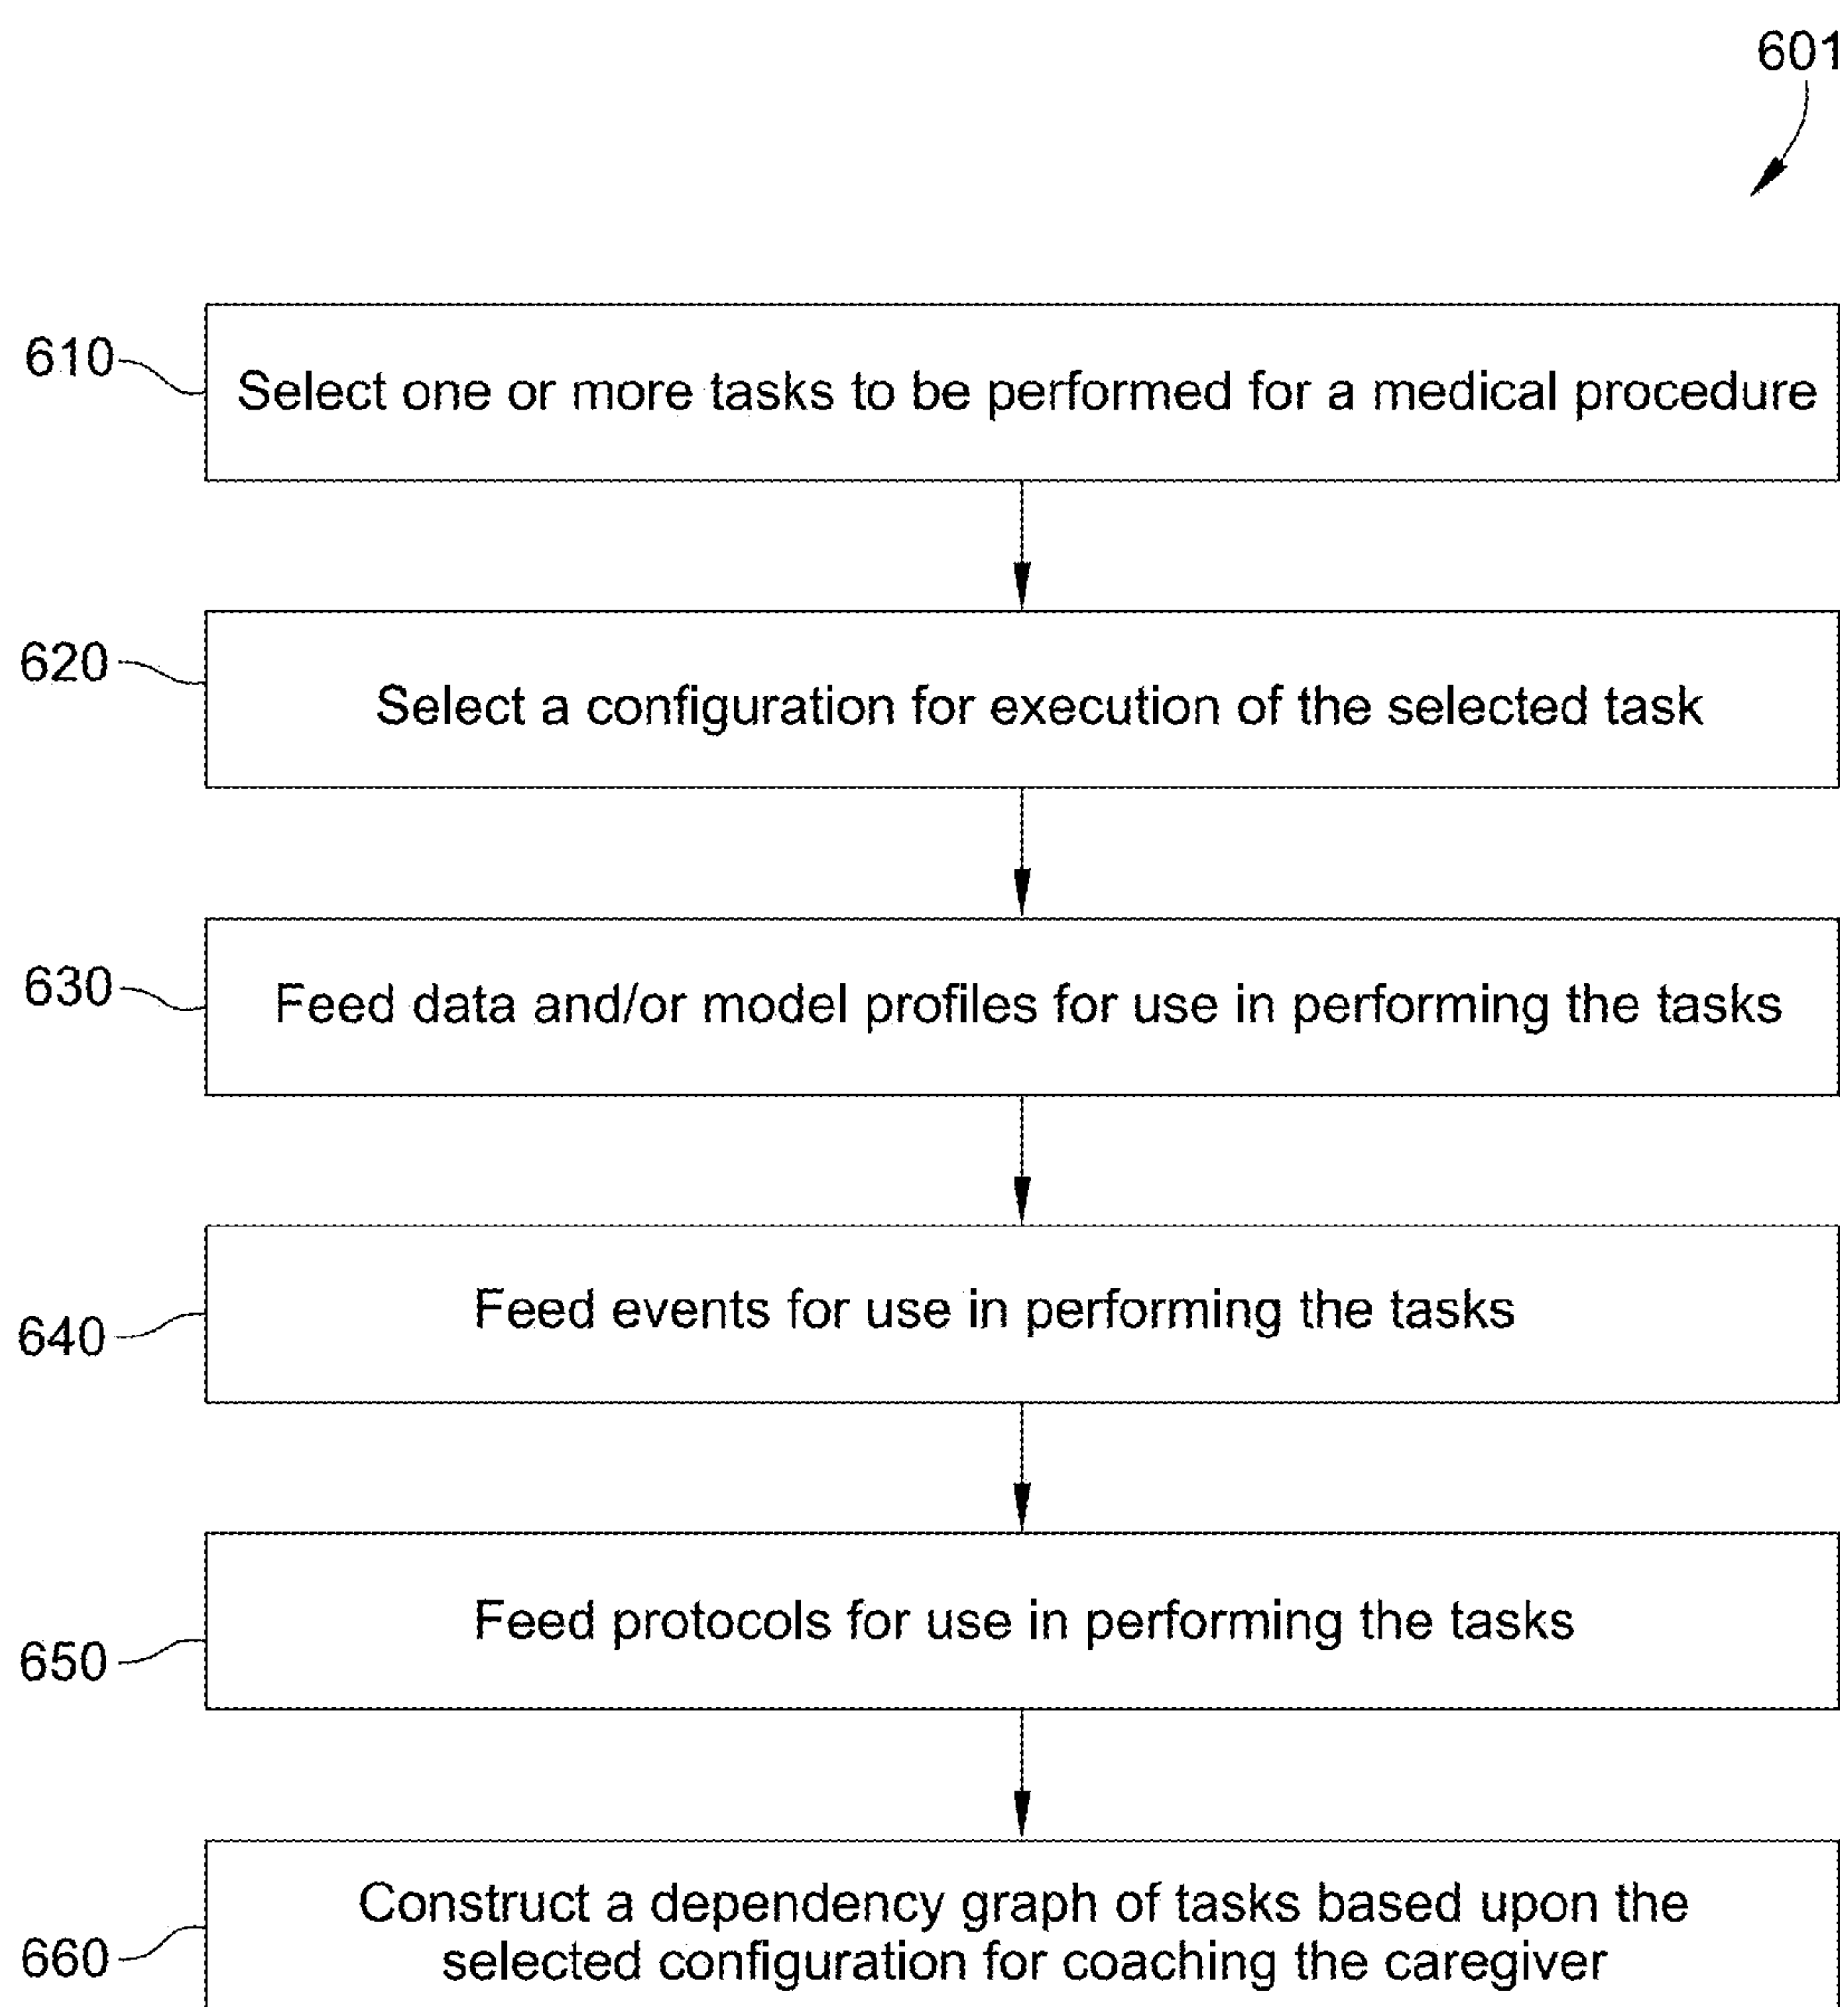 601
610
Select one or more tasks to be performed for a medical procedure
620
Select a configuration for execution of the selected task
630
Feed data and/or model profiles for use in performing the tasks
640
Feed events for use in performing the tasks
650
Feed protocols for use in performing the tasks
660
Construct a dependency graph of tasks based upon the
selected configuration for coaching the caregiver